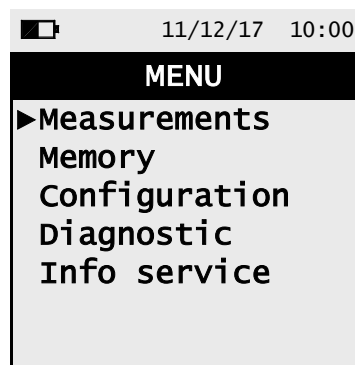 11/12/17 10:00
MENU
►Measurements
Memory
Configuration
Diagnostic
Info service